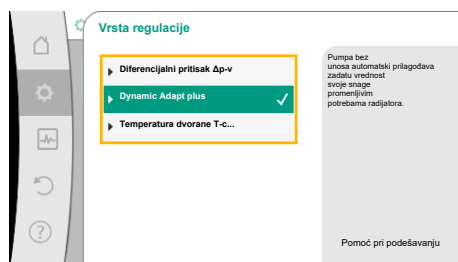 Vrsta regulacije
Diferencijalni pritisak Δp-v
Dynamic Adapt plus
Temperatura dvorane T-c...
Pumpa bez
unosa automatski prilagođava
zadatu vrednost
svoje snage
promenljivim
potrebama radijatora.
Pomoć pri podešavanju